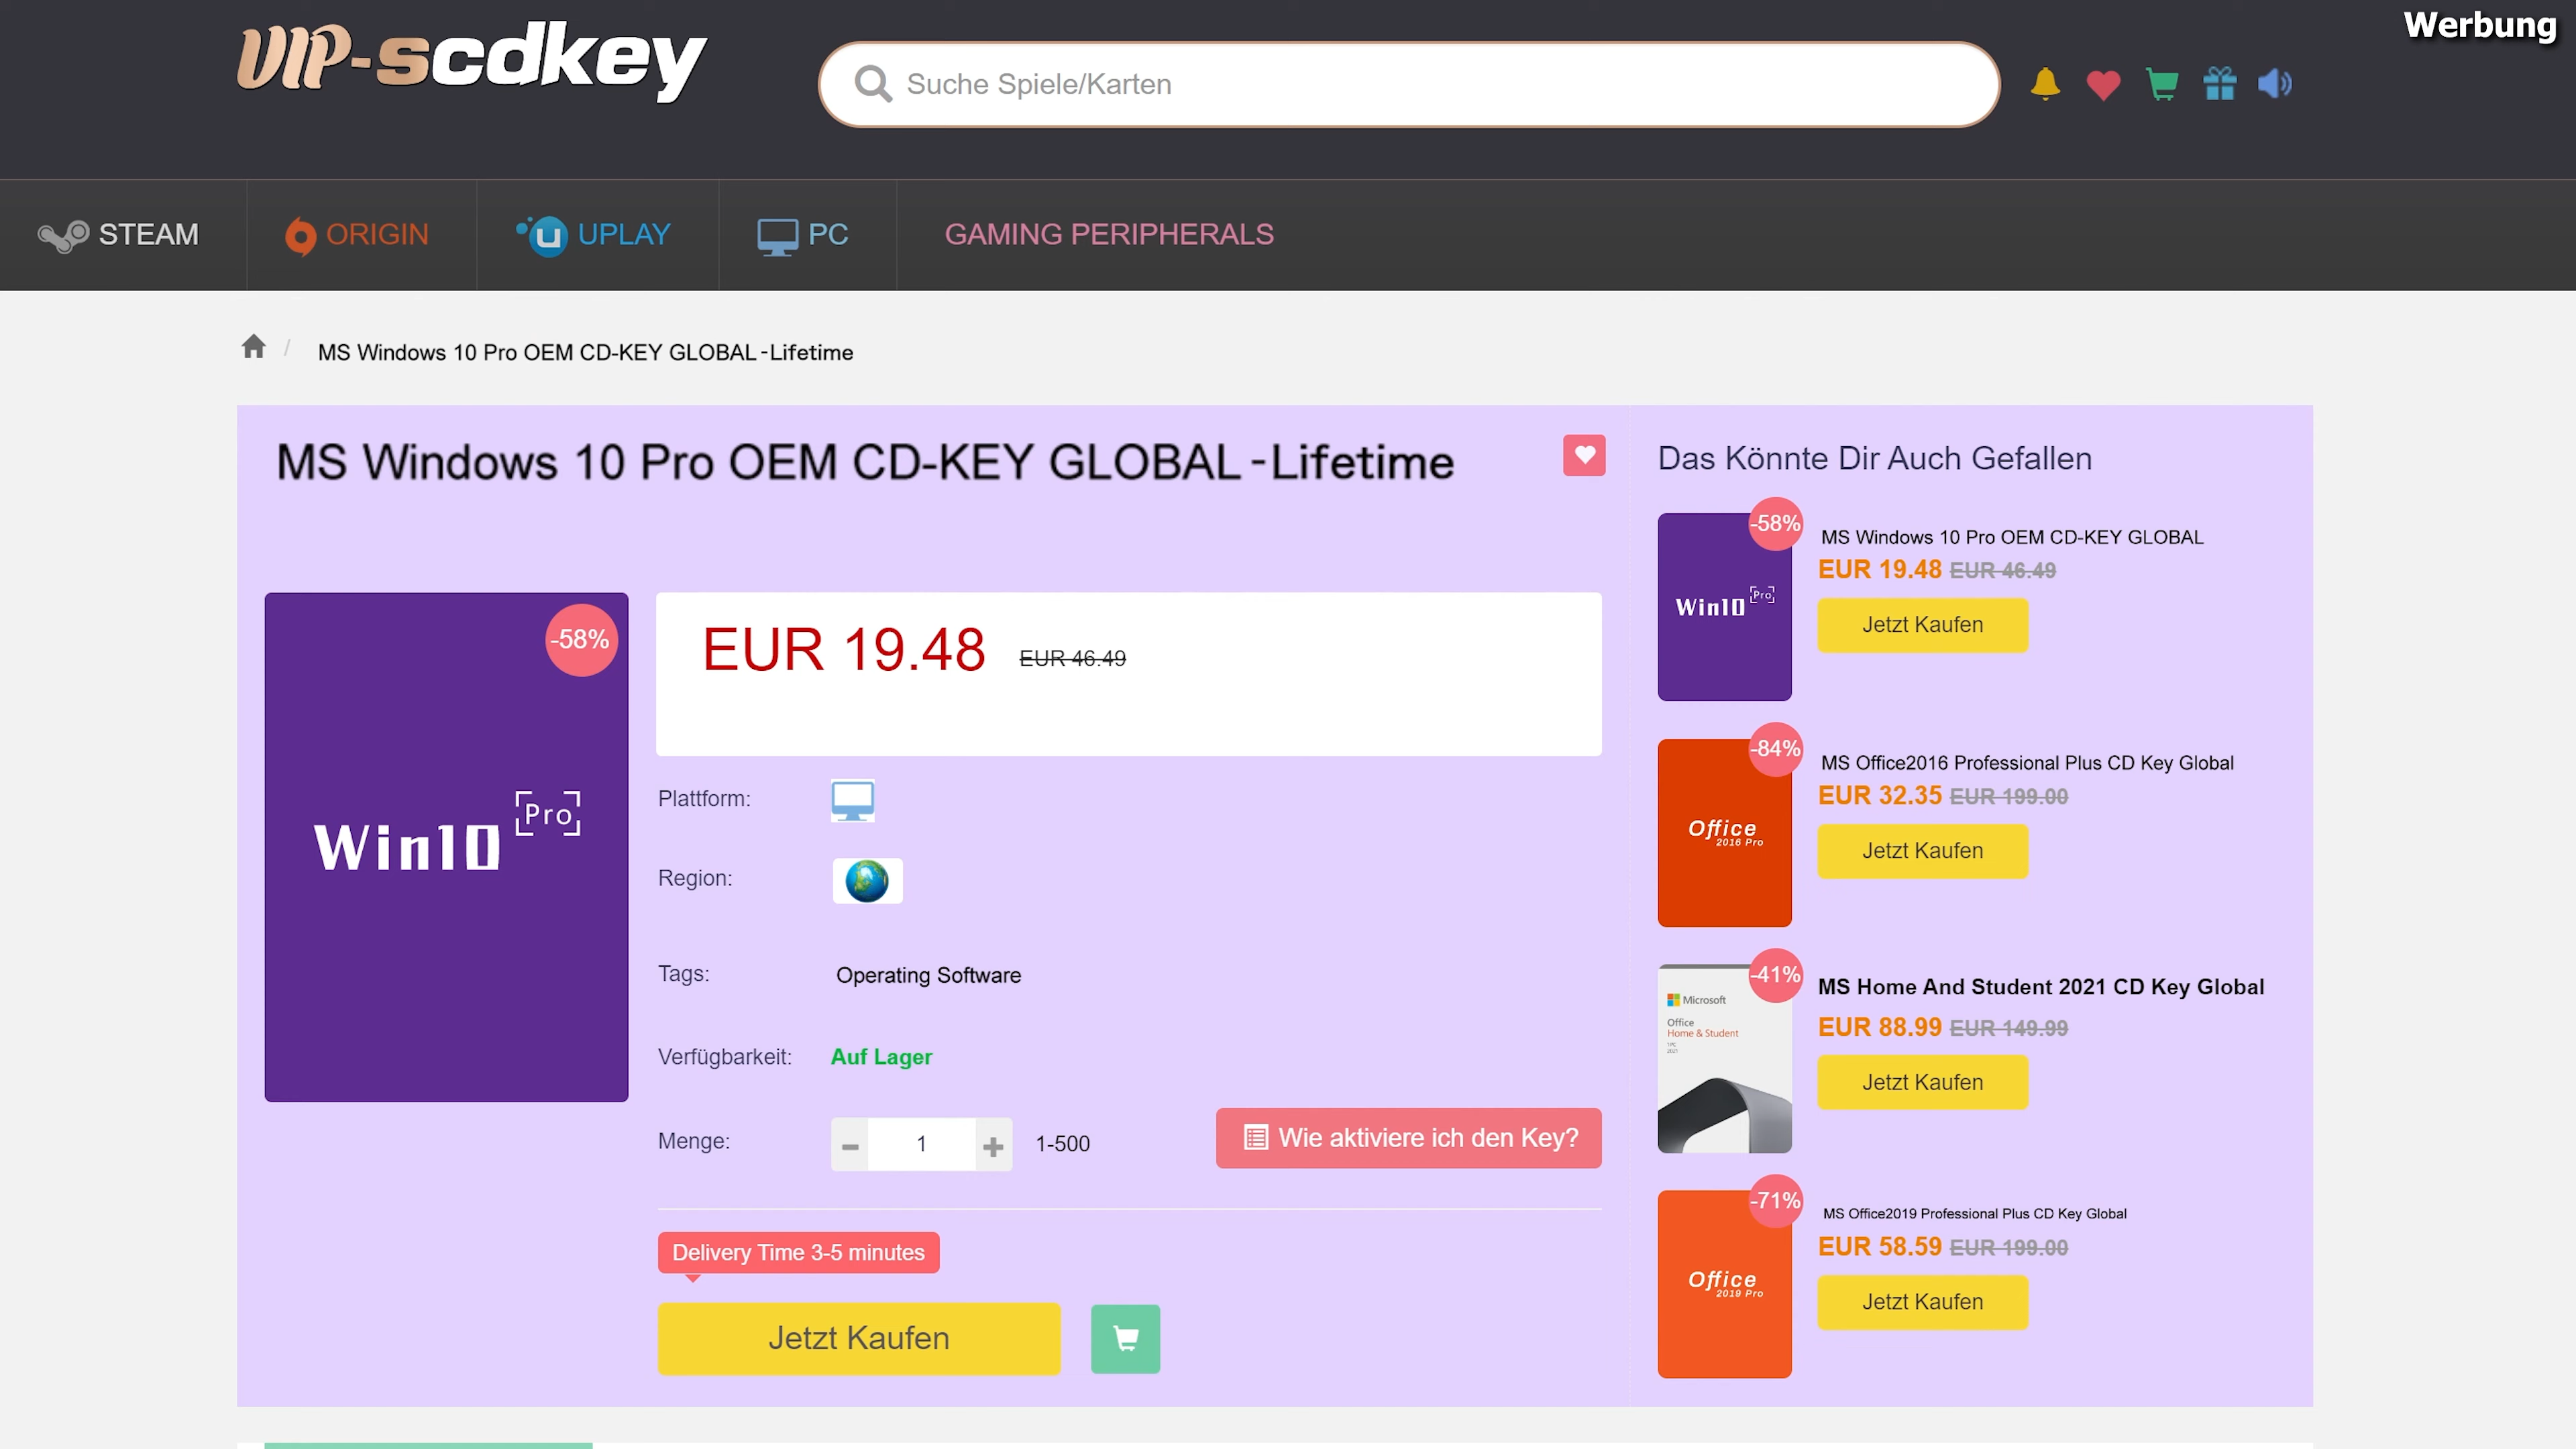 Werbung
VIP-scdkey
Suche Spiele/Karten
STEAM
ORIGIN
UPLAY
PC
GAMING PERIPHERALS
/ MS Windows 10 Pro OEM CD-KEY GLOBAL -Lifetime
MS Windows 10 Pro OEM CD-KEY GLOBAL -Lifetime
-58%
Win10 Pro
EUR 19.48 EUR 46.49
Plattform:
Region:
Tags: Operating Software
Verfügbarkeit: Auf Lager
Menge: 1 1-500
Wie aktiviere ich den Key?
Delivery Time 3-5 minutes
Jetzt Kaufen
Das Könnte Dir Auch Gefallen
-58%
Win10 Pro
MS Windows 10 Pro OEM CD-KEY GLOBAL
EUR 19.48 EUR 46.49
Jetzt Kaufen
-84%
Office
2016 Pro
MS Office2016 Professional Plus CD Key Global
EUR 32.35 EUR 199.00
Jetzt Kaufen
-41%
Microsoft
Office
Home & Student
1 PC
2021
MS Home And Student 2021 CD Key Global
EUR 88.99 EUR 149.99
Jetzt Kaufen
-71%
Office
2019 Pro
MS Office2019 Professional Plus CD Key Global
EUR 58.59 EUR 199.00
Jetzt Kaufen